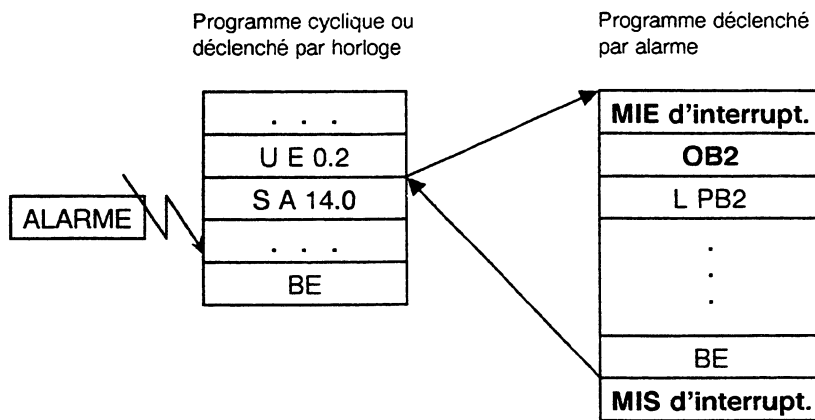 Programme cyclique ou
déclenché par horloge
Programme déclenché
par alarme
ALARME
. . .
U E 0.2
S A 14.0
. . .
BE
MIE d'interrupt.
OB2
L PB2
.
.
.
BE
MIS d'interrupt.